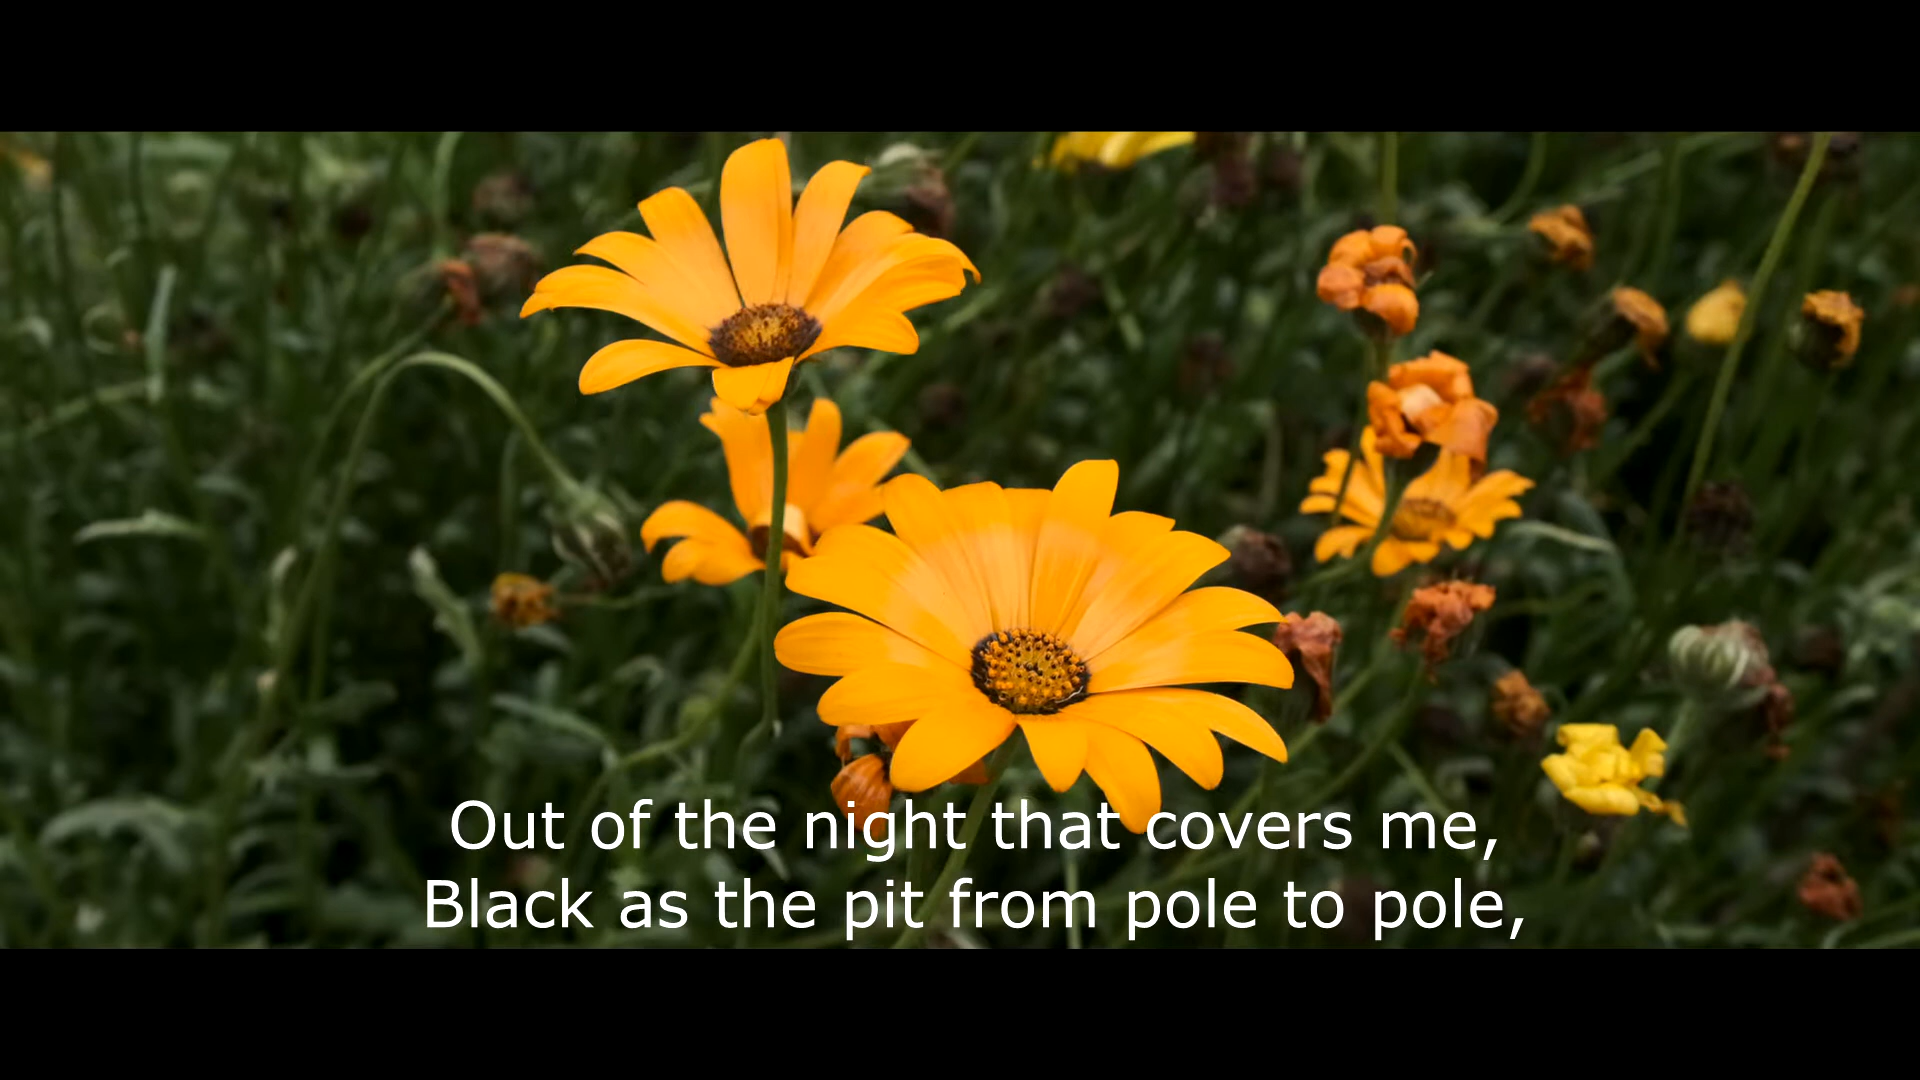 Out of the night that covers me,
Black as the pit from pole to pole,